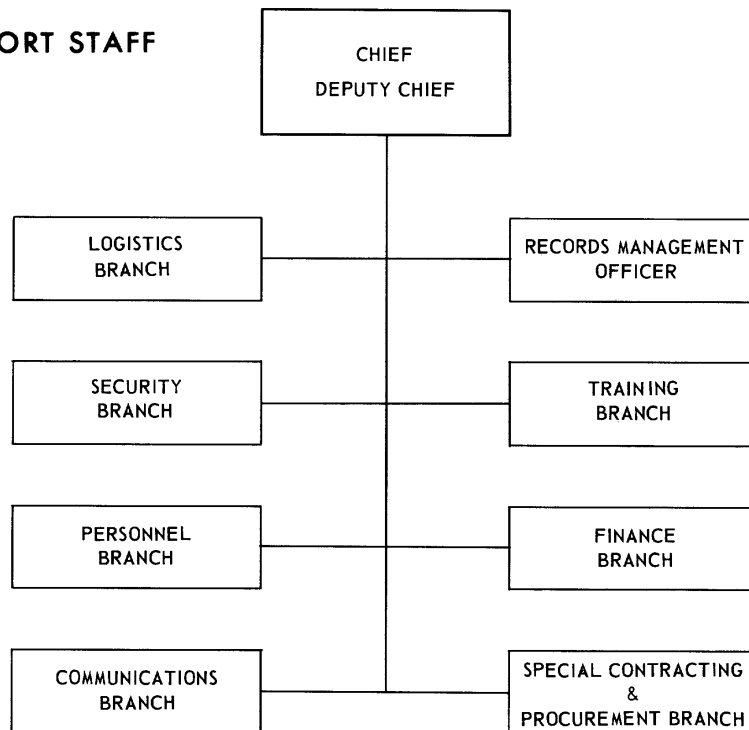 ORT STAFF
CHIEF
DEPUTY CHIEF
LOGISTICS
BRANCH
RECORDS MANAGEMENT
OFFICER
SECURITY
BRANCH
TRAINING
BRANCH
PERSONNEL
BRANCH
FINANCE
BRANCH
COMMUNICATIONS
BRANCH
SPECIAL CONTRACTING
&
PROCUREMENT BRANCH